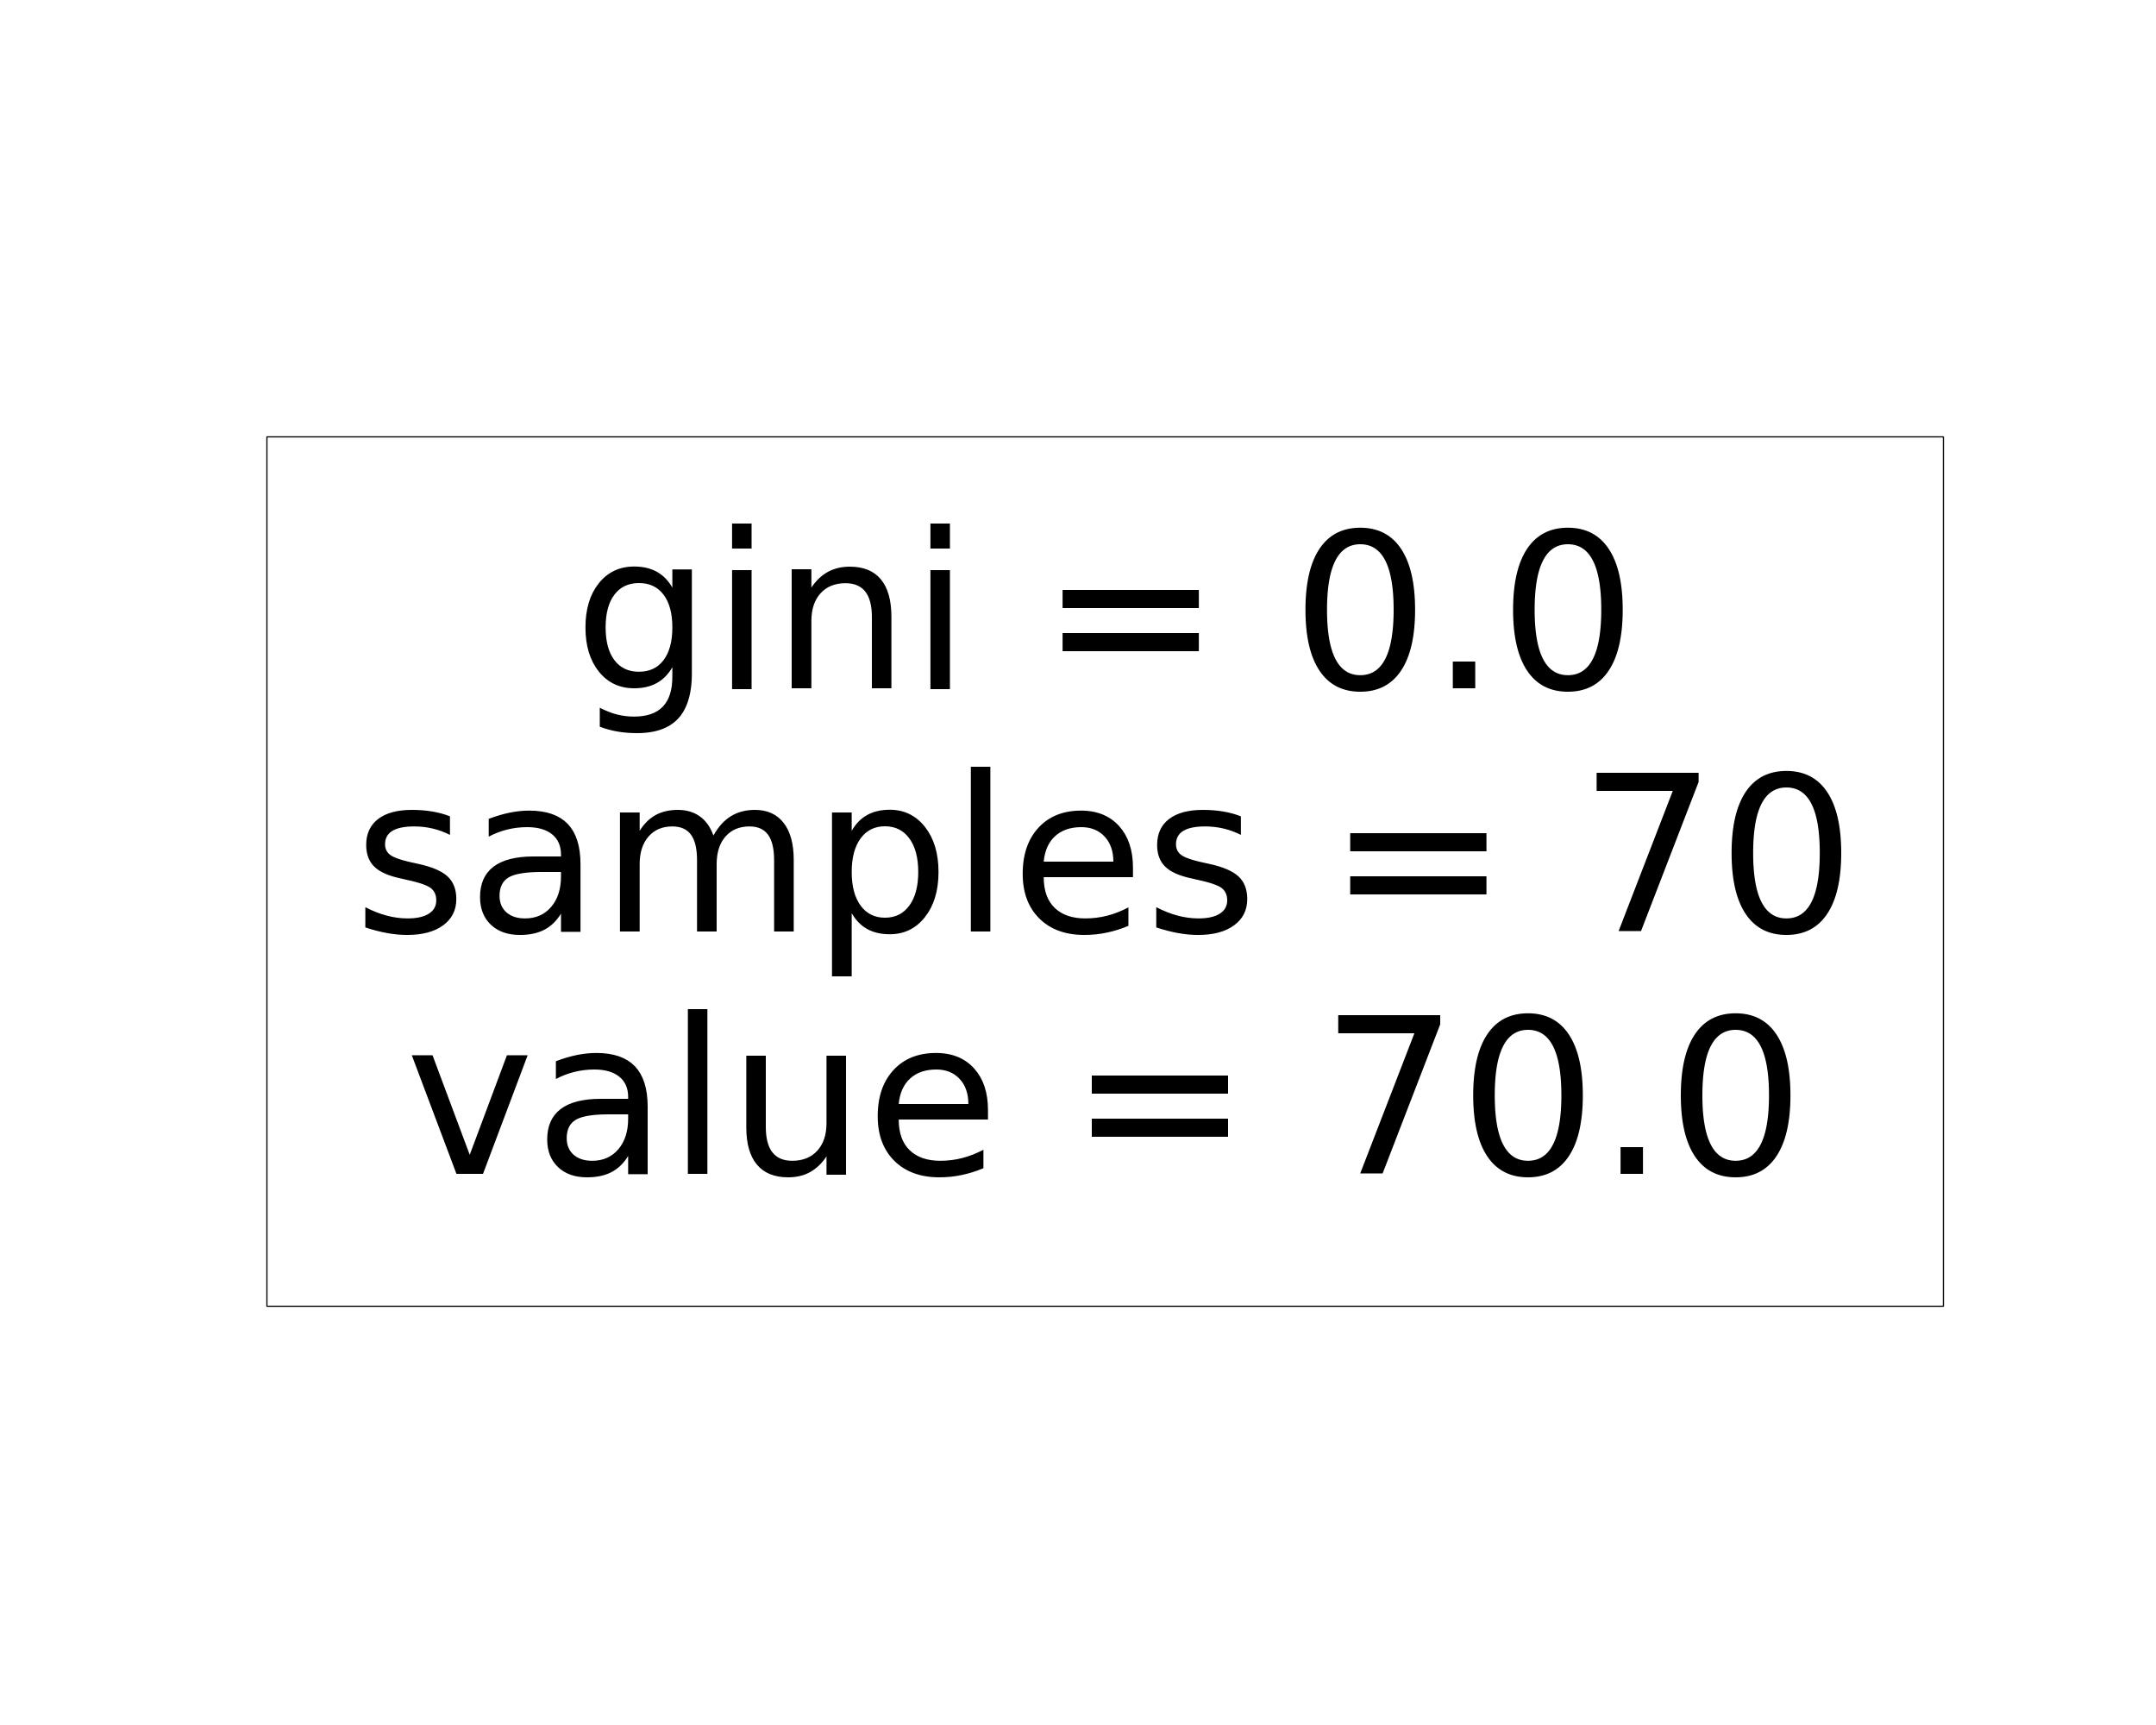 gini = 0.0
samples = 70
value = 70.0